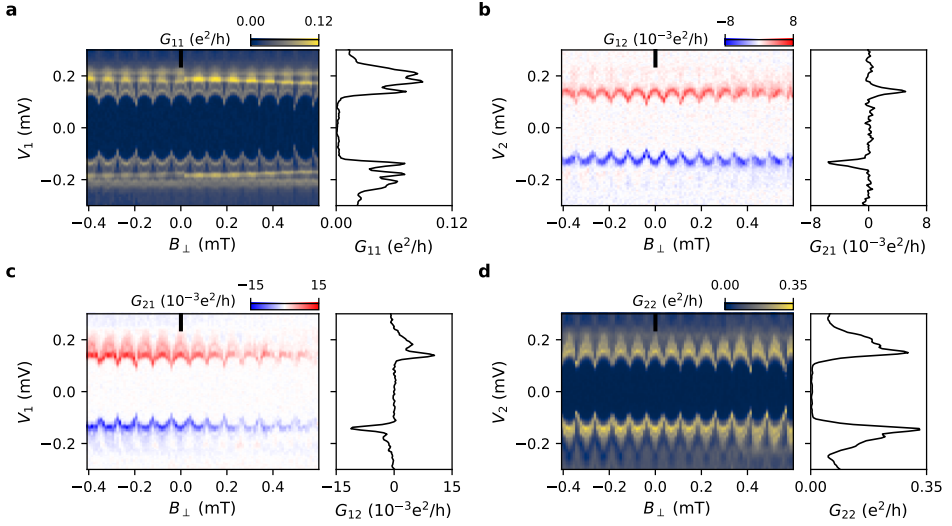 a
G₁₁ (e²/h)
0.00 0.12
V₁ (mV)
0.2
0.0
−0.2
−0.4 −0.2 0.0 0.2 0.4
B⊥ (mT)
0.00 0.12
G₁₁ (e²/h)
b
G₁₂ (10⁻³e²/h)
−8 8
V₂ (mV)
0.2
0.0
−0.2
−0.4 −0.2 0.0 0.2 0.4
B⊥ (mT)
−8 0 8
G₂₁ (10⁻³e²/h)
c
G₂₁ (10⁻³e²/h)
−15 15
V₁ (mV)
0.2
0.0
−0.2
−0.4 −0.2 0.0 0.2 0.4
B⊥ (mT)
−15 0 15
G₁₂ (10⁻³e²/h)
d
G₂₂ (e²/h)
0.00 0.35
V₂ (mV)
0.2
0.0
−0.2
−0.4 −0.2 0.0 0.2 0.4
B⊥ (mT)
0.00 0.35
G₂₂ (e²/h)